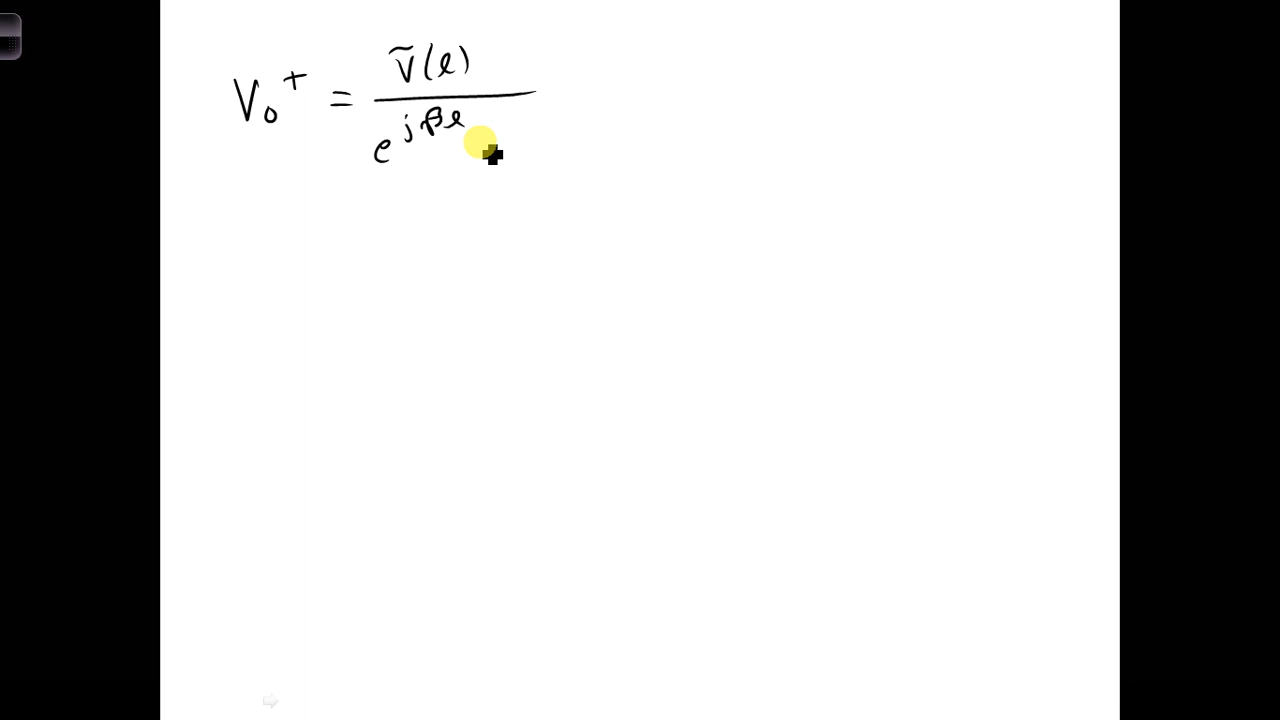 V₀⁺ = Ṽ(ℓ) / e^{jβℓ}